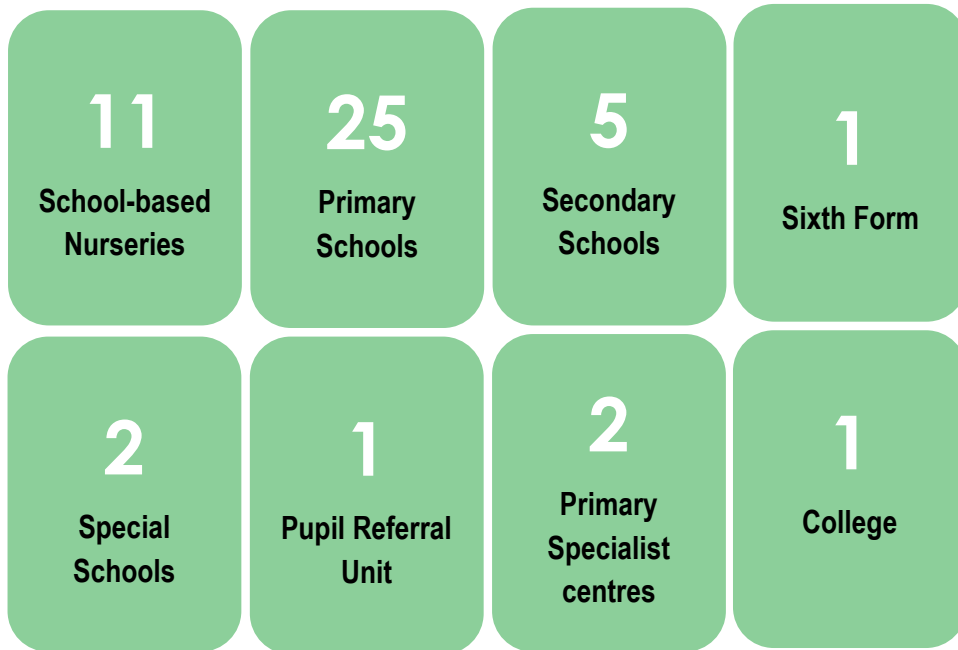 11
School-based
Nurseries
25
Primary
Schools
5
Secondary
Schools
1
Sixth Form
2
Special
Schools
1
Pupil Referral
Unit
2
Primary
Specialist
centres
1
College